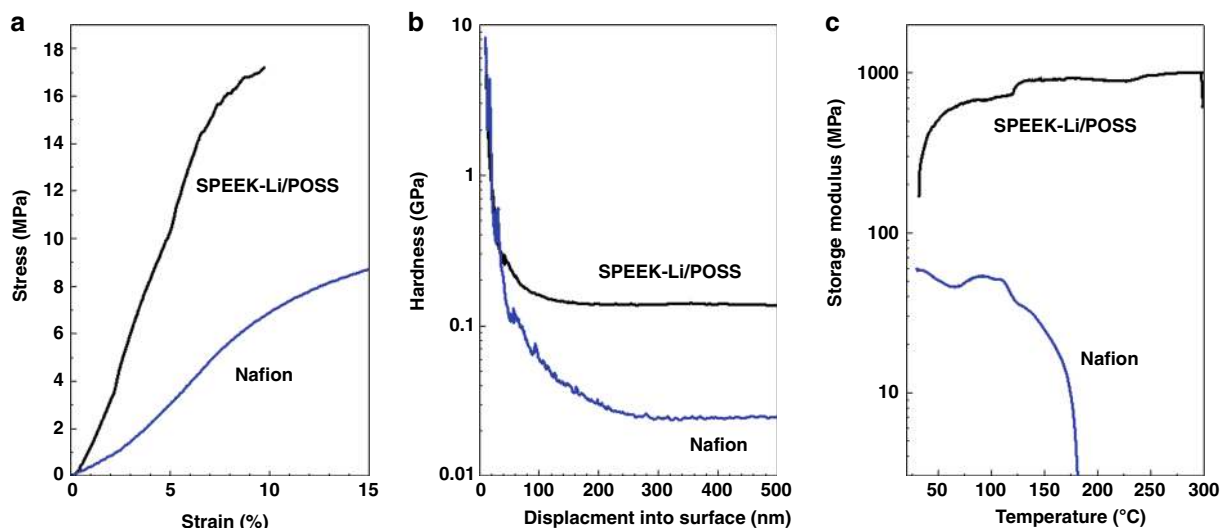 a
Stress (MPa)
18
16
14
12
10
8
6
4
2
0
0
5
10
15
Strain (%)
SPEEK-Li/POSS
Nafion
b
Hardness (GPa)
10
1
0.1
0.01
0
100
200
300
400
500
Displacment into surface (nm)
SPEEK-Li/POSS
Nafion
c
Storage modulus (MPa)
1000
100
10
50
100
150
200
250
300
Temperature (°C)
SPEEK-Li/POSS
Nafion